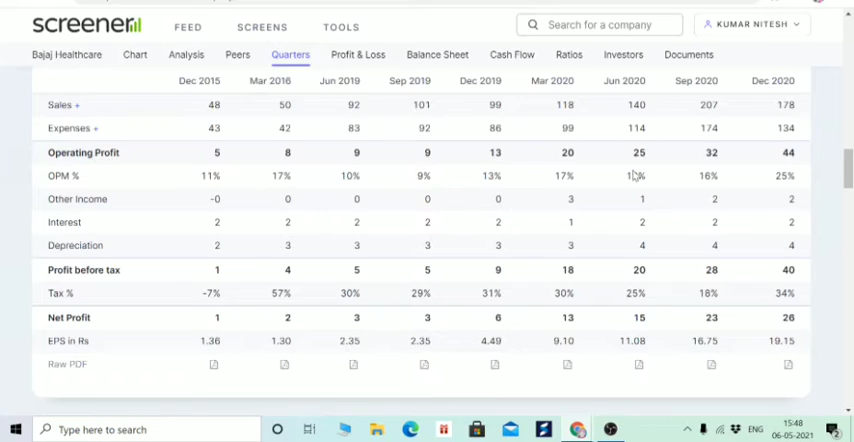 screener
FEED SCREENS TOOLS Search for a company KUMAR NITESH
Bajaj Healthcare Chart Analysis Peers Quarters Profit & Loss Balance Sheet Cash Flow Ratios Investors Documents
Dec 2015 Mar 2016 Jun 2019 Sep 2019 Dec 2019 Mar 2020 Jun 2020 Sep 2020 Dec 2020
Sales + 48 50 92 101 99 118 140 207 178
Expenses + 43 42 83 92 86 99 114 174 134
Operating Profit 5 8 9 9 13 20 25 32 44
OPM % 11% 17% 10% 9% 13% 17% 16% 25%
Other Income -0 0 0 0 0 3 1 2 2
Interest 2 2 2 2 2 1 2 2 2
Depreciation 2 3 3 3 3 3 4 4 4
Profit before tax 1 4 5 5 9 18 20 28 40
Tax % -7% 57% 30% 29% 31% 30% 25% 18% 34%
Net Profit 1 2 3 3 6 13 15 23 26
EPS in Rs 1.36 1.30 2.35 2.35 4.49 9.10 11.08 16.75 19.15
Raw PDF
Type here to search ENG 15:48
06-05-2021